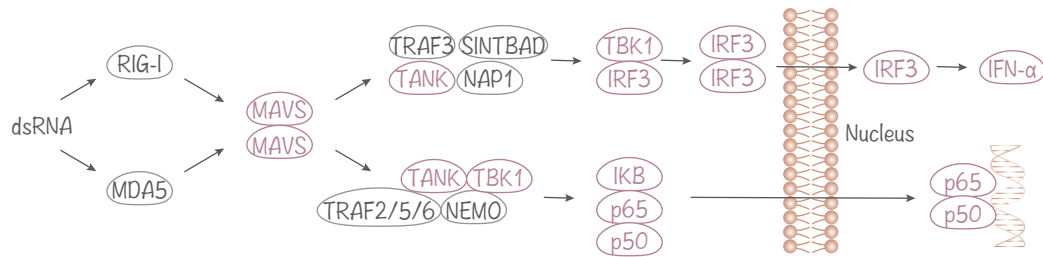 dsRNA
RIG-I
MDA5
MAVS
MAVS
TRAF3 SINTBAD
TANK NAP1
TBK1
IRF3
IRF3
IRF3
IRF3
IFN-α
Nucleus
TANK TBK1
TRAF2/5/6 NEMO
IKB
p65
p50
p65
p50